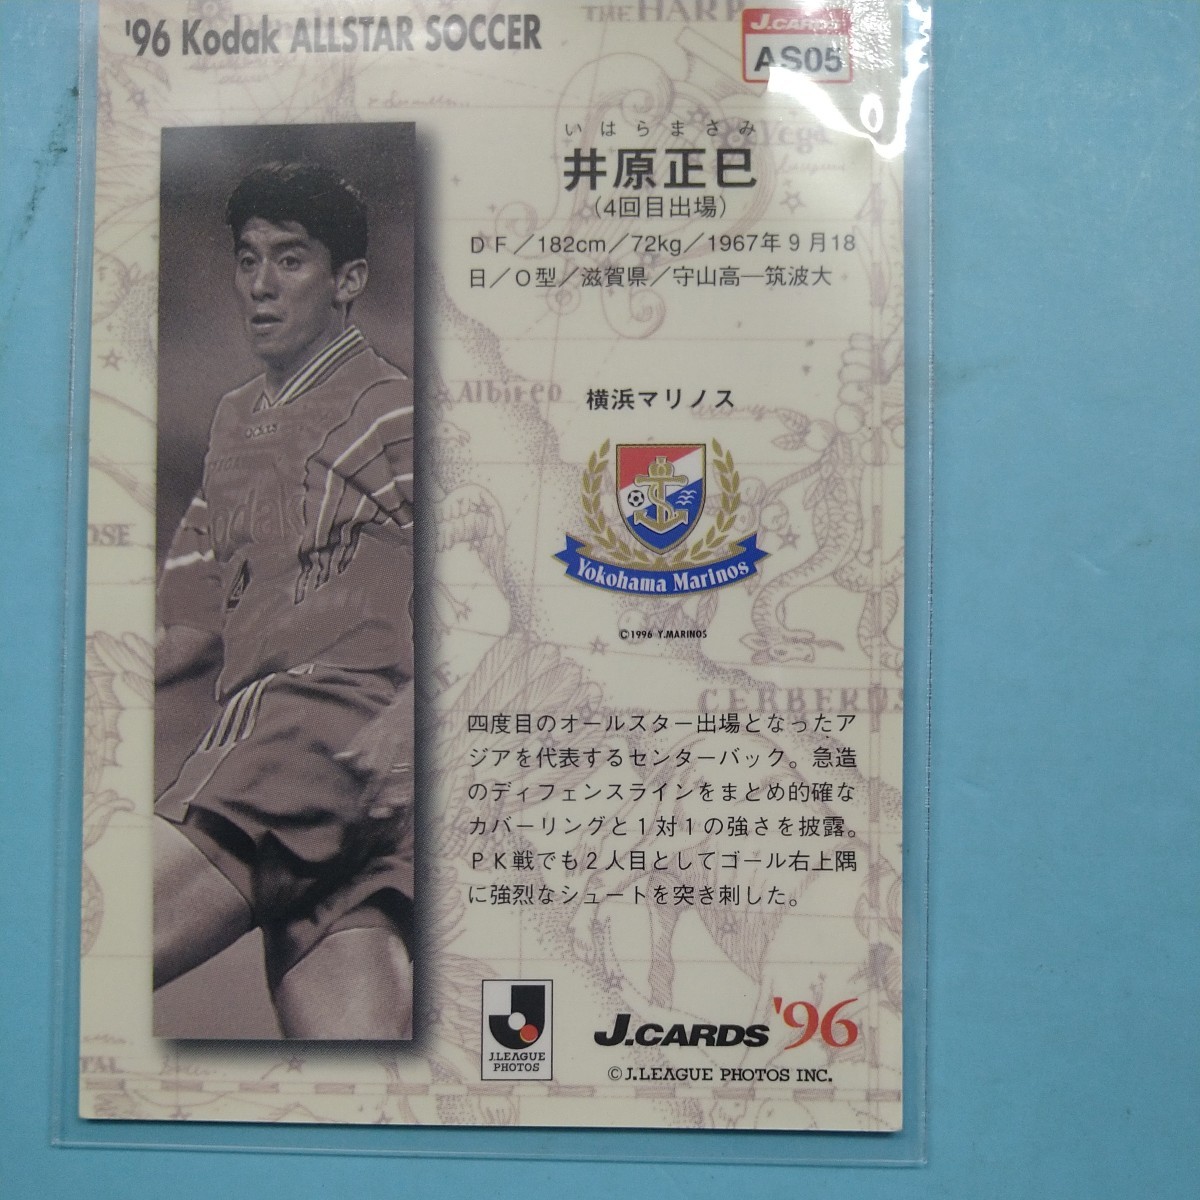 '96 Kodak ALLSTAR SOCCER
THE HARP
J.CARDS
AS05
いはらまさみ
井原正巳
(4回目出場)
DF／182cm／72kg／1967年9月18
日／O型／滋賀県／守山高―筑波大
Vega
Albireo
横浜マリノス
Yokohama Marinos
©1996 Y.MARINOS
CERBERUS
四度目のオールスター出場となったア
ジアを代表するセンターバック。急造
のディフェンスラインをまとめ的確な
カバーリングと1対1の強さを披露。
PK戦でも2人目としてゴール右上隅
に強烈なシュートを突き刺した。
J.LEAGUE
PHOTOS
J.CARDS '96
©J.LEAGUE PHOTOS INC.